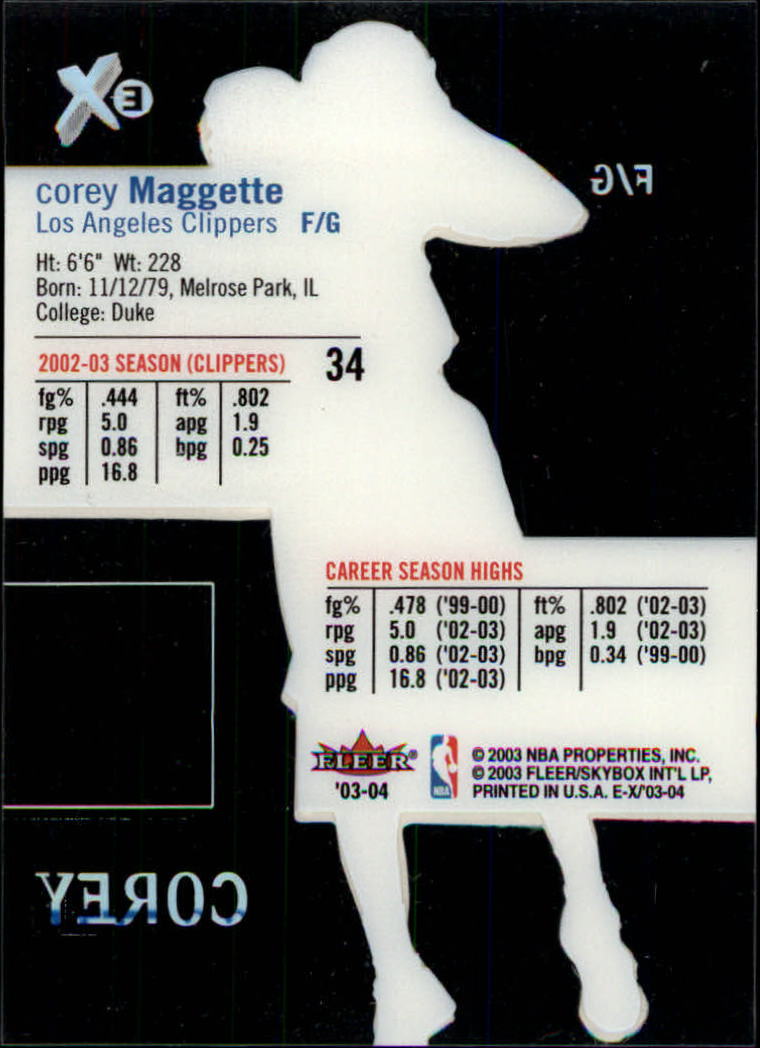 X E
F/G
corey Maggette
Los Angeles Clippers F/G
Ht: 6'6" Wt: 228
Born: 11/12/79, Melrose Park, IL
College: Duke
2002-03 SEASON (CLIPPERS) 34
fg% .444 ft% .802
rpg 5.0 apg 1.9
spg 0.86 bpg 0.25
ppg 16.8
CAREER SEASON HIGHS
fg% .478 ('99-00) ft% .802 ('02-03)
rpg 5.0 ('02-03) apg 1.9 ('02-03)
spg 0.86 ('02-03) bpg 0.34 ('99-00)
ppg 16.8 ('02-03)
FLEER®
'03-04
NBA
© 2003 NBA PROPERTIES, INC.
© 2003 FLEER/SKYBOX INT'L LP,
PRINTED IN U.S.A. E-X/'03-04
COREY